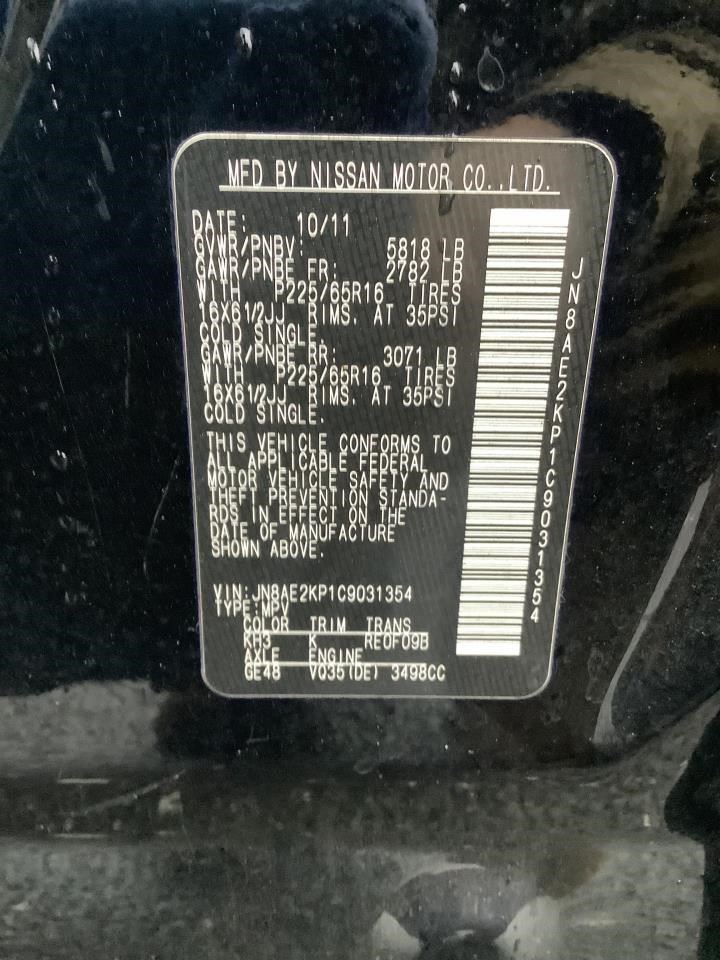 MFD BY NISSAN MOTOR CO.,LTD.
DATE: 10/11
GVWR/PNBV: 5818 LB
GAWR/PNBE FR: 2782 LB
WITH P225/65R16 TIRES
16X61/2JJ RIMS, AT 35PSI
COLD SINGLE.
GAWR/PNBE RR: 3071 LB
WITH P225/65R16 TIRES
16X61/2JJ RIMS, AT 35PSI
COLD SINGLE.
THIS VEHICLE CONFORMS TO
ALL APPLICABLE FEDERAL
MOTOR VEHICLE SAFETY AND
THEFT PREVENTION STANDA-
RDS IN EFFECT ON THE
DATE OF MANUFACTURE
SHOWN ABOVE.
VIN:JN8AE2KP1C9031354
TYPE:MPV
COLOR TRIM TRANS
KH3 K RE0F09B
AXLE ENGINE
GE48 VQ35(DE) 3498CC
JN8AE2KP1C9031354